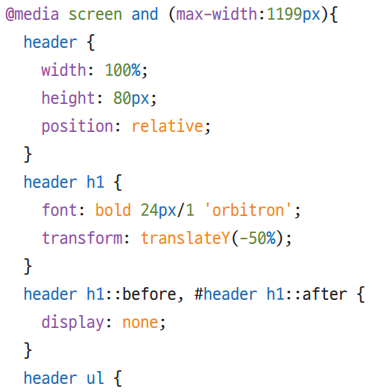 @media screen and (max-width:1199px){
header {
width: 100%;
height: 80px;
position: relative;
}
header h1 {
font: bold 24px/1 'orbitron';
transform: translateY(-50%);
}
header h1::before, #header h1::after {
display: none;
}
header ul {